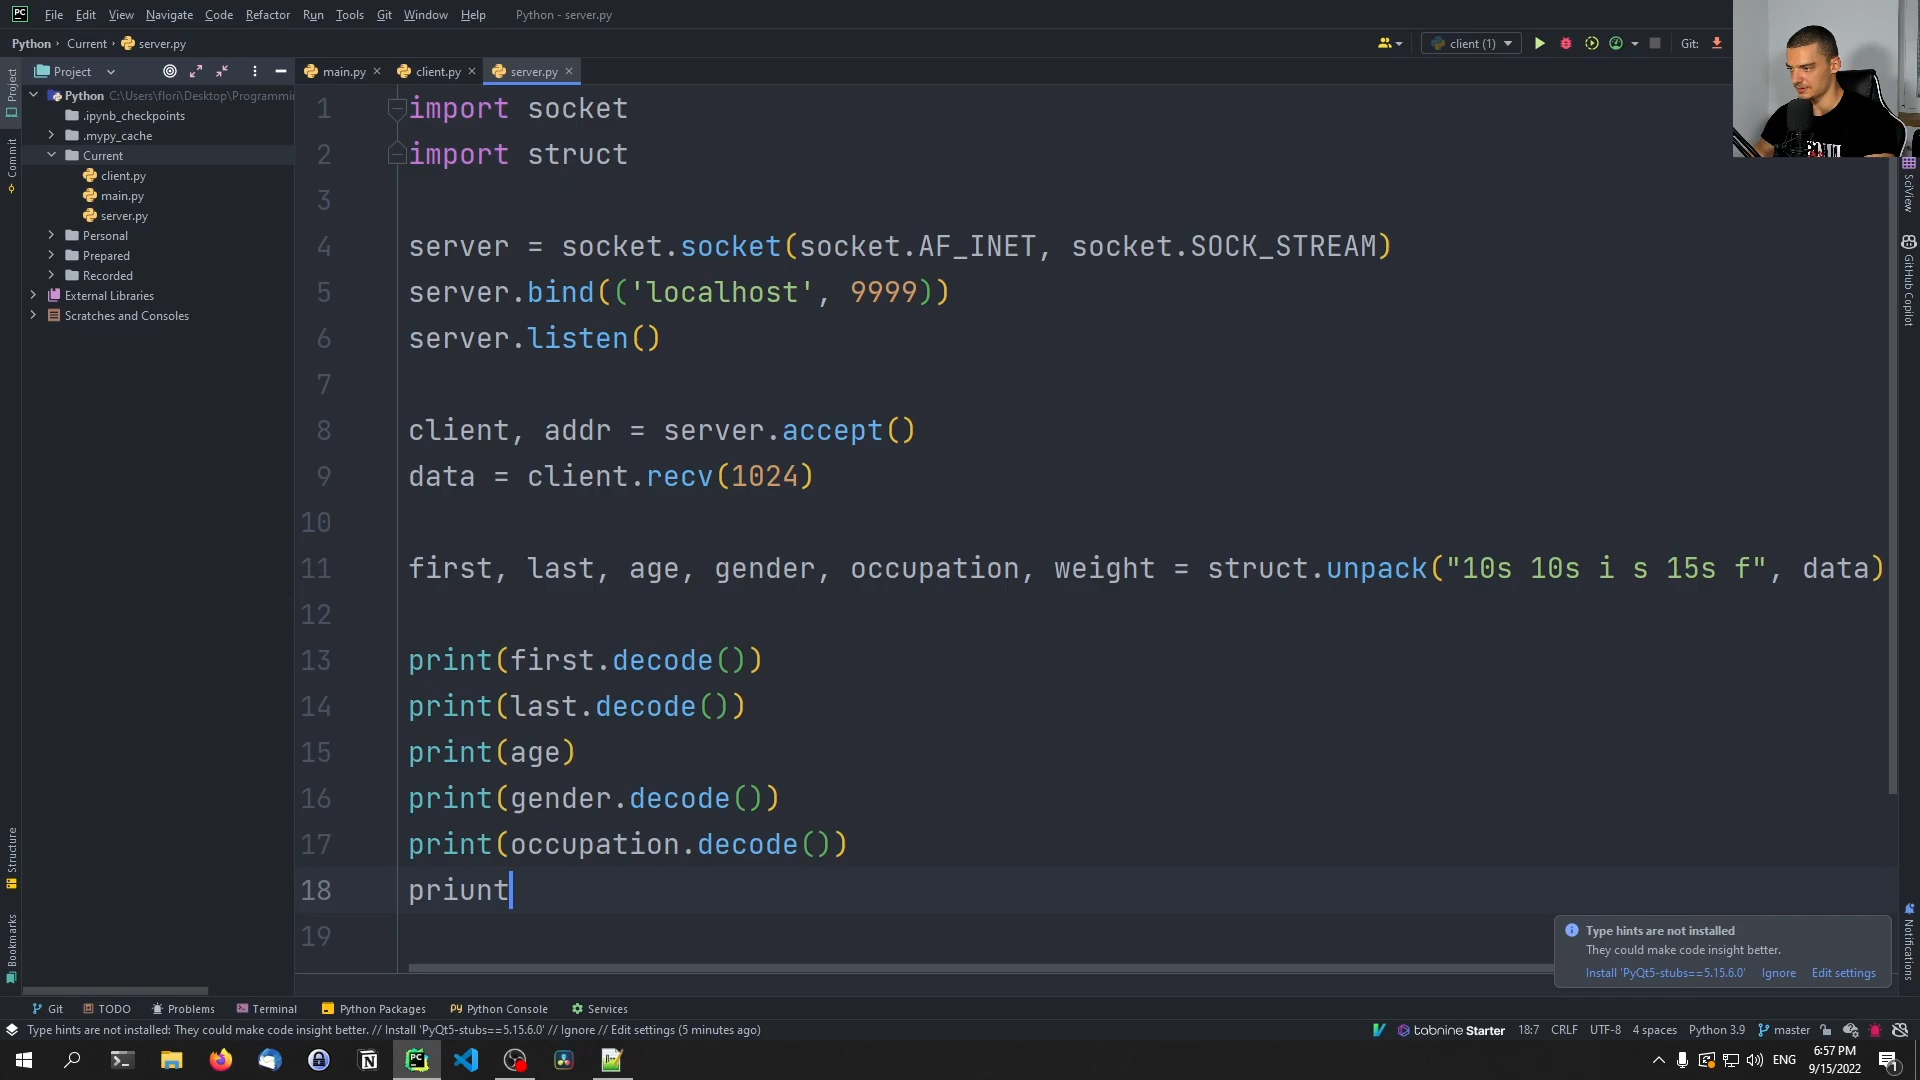 PC File Edit View Navigate Code Refactor Run Tools Git Window Help Python - server.py
Python › Current › server.py client (1) Git:
Project main.py client.py server.py
Project
Commit
Structure
Bookmarks
Python C:\Users\flori\Desktop\Programmi
.ipynb_checkpoints
.mypy_cache
Current
client.py
main.py
server.py
Personal
Prepared
Recorded
External Libraries
Scratches and Consoles
1 import socket
2 import struct
3
4 server = socket.socket(socket.AF_INET, socket.SOCK_STREAM)
5 server.bind(('localhost', 9999))
6 server.listen()
7
8 client, addr = server.accept()
9 data = client.recv(1024)
10
11 first, last, age, gender, occupation, weight = struct.unpack("10s 10s i s 15s f", data)
12
13 print(first.decode())
14 print(last.decode())
15 print(age)
16 print(gender.decode())
17 print(occupation.decode())
18 priunt
19
SciView
GitHub Copilot
Notifications
Type hints are not installed
They could make code insight better.
Install 'PyQt5-stubs==5.15.6.0' Ignore Edit settings
Git TODO Problems Terminal Python Packages Python Console Services
Type hints are not installed: They could make code insight better. // Install 'PyQt5-stubs==5.15.6.0' // Ignore // Edit settings (5 minutes ago) tabnine Starter 18:7 CRLF UTF-8 4 spaces Python 3.9 master
ENG 6:57 PM
9/15/2022
1